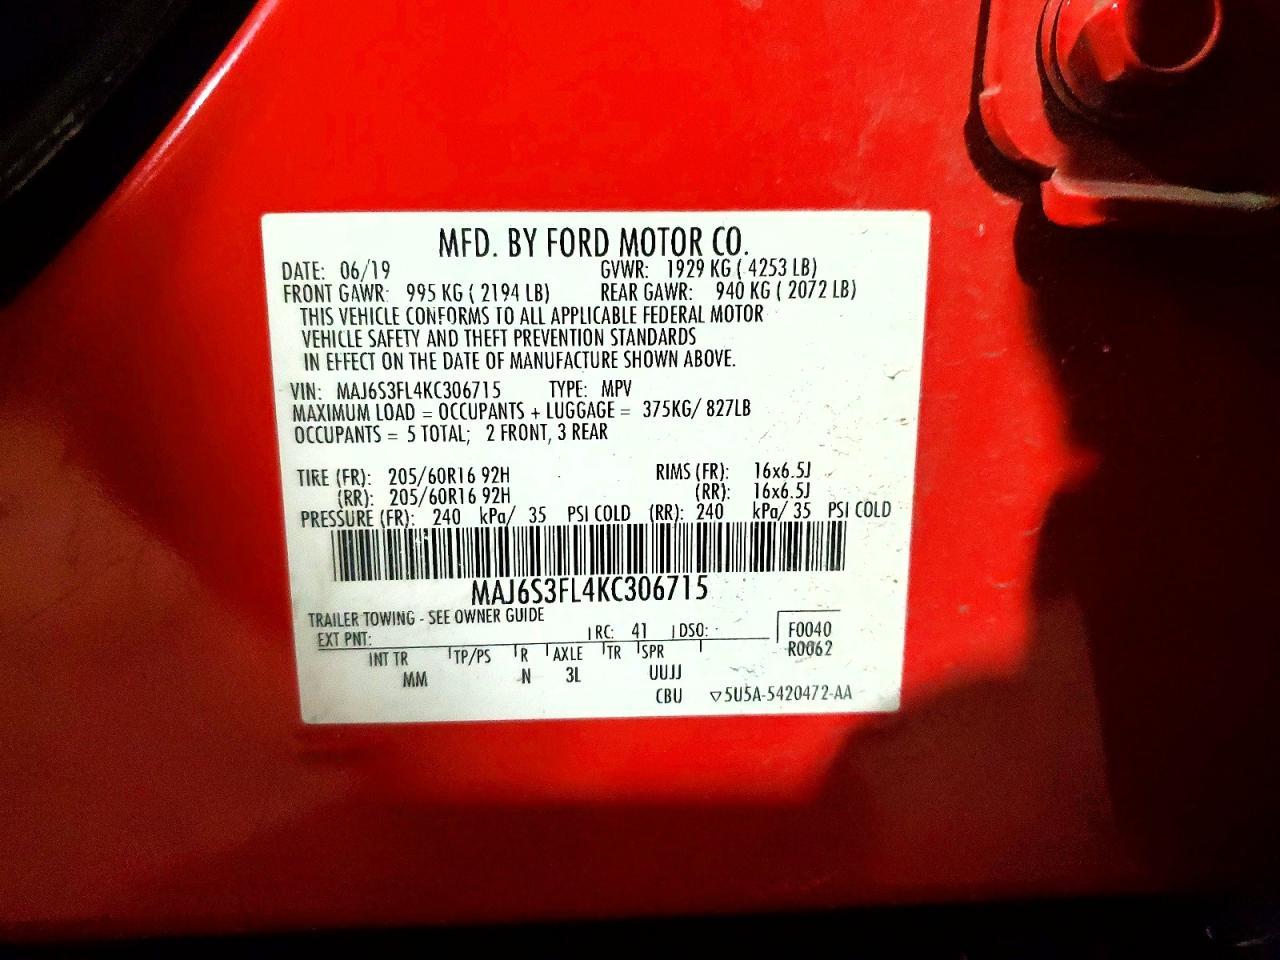 MFD. BY FORD MOTOR CO.
DATE: 06/19 GVWR: 1929 KG ( 4253 LB)
FRONT GAWR: 995 KG ( 2194 LB) REAR GAWR: 940 KG ( 2072 LB)
THIS VEHICLE CONFORMS TO ALL APPLICABLE FEDERAL MOTOR
VEHICLE SAFETY AND THEFT PREVENTION STANDARDS
IN EFFECT ON THE DATE OF MANUFACTURE SHOWN ABOVE.
VIN: MAJ6S3FL4KC306715 TYPE: MPV
MAXIMUM LOAD = OCCUPANTS + LUGGAGE = 375KG/ 827LB
OCCUPANTS = 5 TOTAL; 2 FRONT, 3 REAR
TIRE (FR): 205/60R16 92H RIMS (FR): 16x6.5J
(RR): 205/60R16 92H (RR): 16x6.5J
PRESSURE (FR): 240 kPa/ 35 PSI COLD (RR): 240 kPa/ 35 PSI COLD
MAJ6S3FL4KC306715
TRAILER TOWING - SEE OWNER GUIDE
EXT PNT: RC: 41 DSO: F0040
INT TR TP/PS R AXLE TR SPR R0062
MM N 3L UUJJ
CBU ▽5U5A-5420472-AA